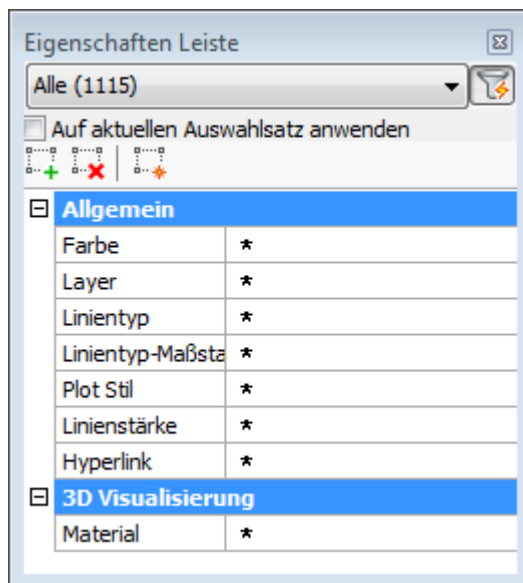 Eigenschaften Leiste
Alle (1115)
Auf aktuellen Auswahlsatz anwenden
Allgemein
Farbe *
Layer *
Linientyp *
Linientyp-Maßsta *
Plot Stil *
Linienstärke *
Hyperlink *
3D Visualisierung
Material *